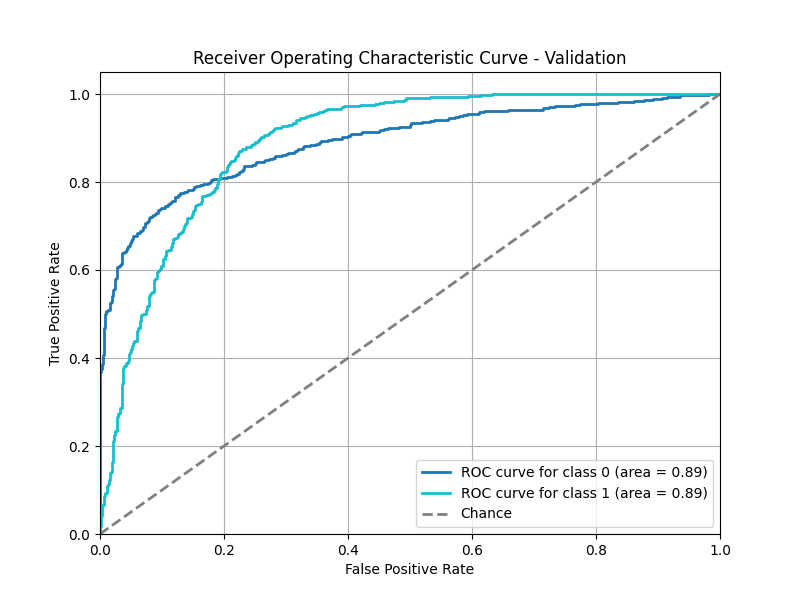 Receiver Operating Characteristic Curve - Validation
True Positive Rate
1.0
0.8
0.6
0.4
0.2
0.0
0.0 0.2 0.4 0.6 0.8 1.0
False Positive Rate
ROC curve for class 0 (area = 0.89)
ROC curve for class 1 (area = 0.89)
Chance